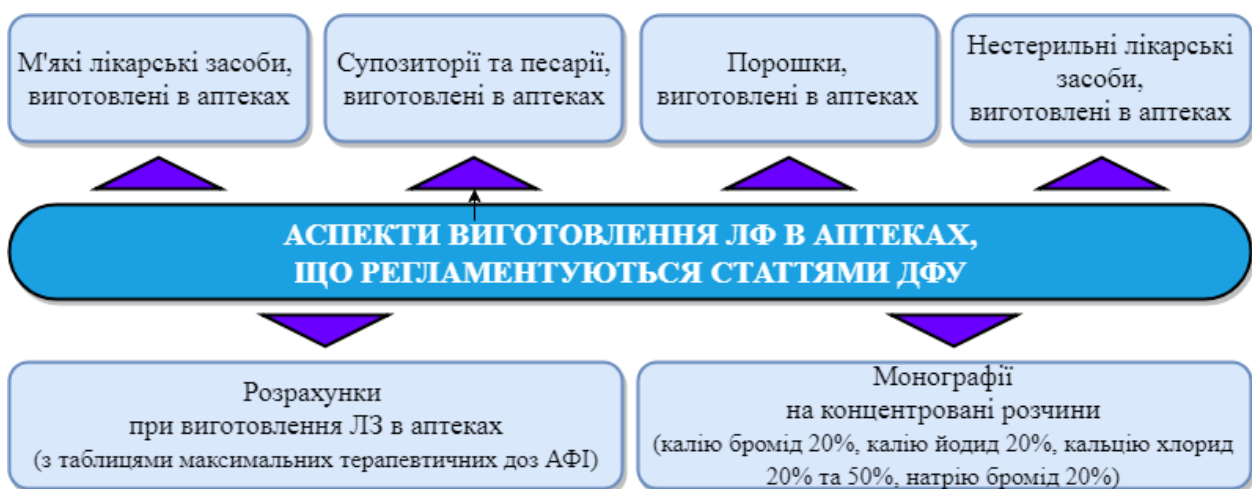 М'які лікарські засоби,
виготовлені в аптеках
Супозиторії та песарії,
виготовлені в аптеках
Порошки,
виготовлені в аптеках
Нестерильні лікарські
засоби,
виготовлені в аптеках
АСПЕКТИ ВИГОТОВЛЕННЯ ЛФ В АПТЕКАХ,
ЩО РЕГЛАМЕНТУЮТЬСЯ СТАТТЯМИ ДФУ
Розрахунки
при виготовлення ЛЗ в аптеках
(з таблицями максимальних терапевтичних доз АФІ)
Монографії
на концентровані розчини
(калію бромід 20%, калію йодид 20%, кальцію хлорид
20% та 50%, натрію бромід 20%)